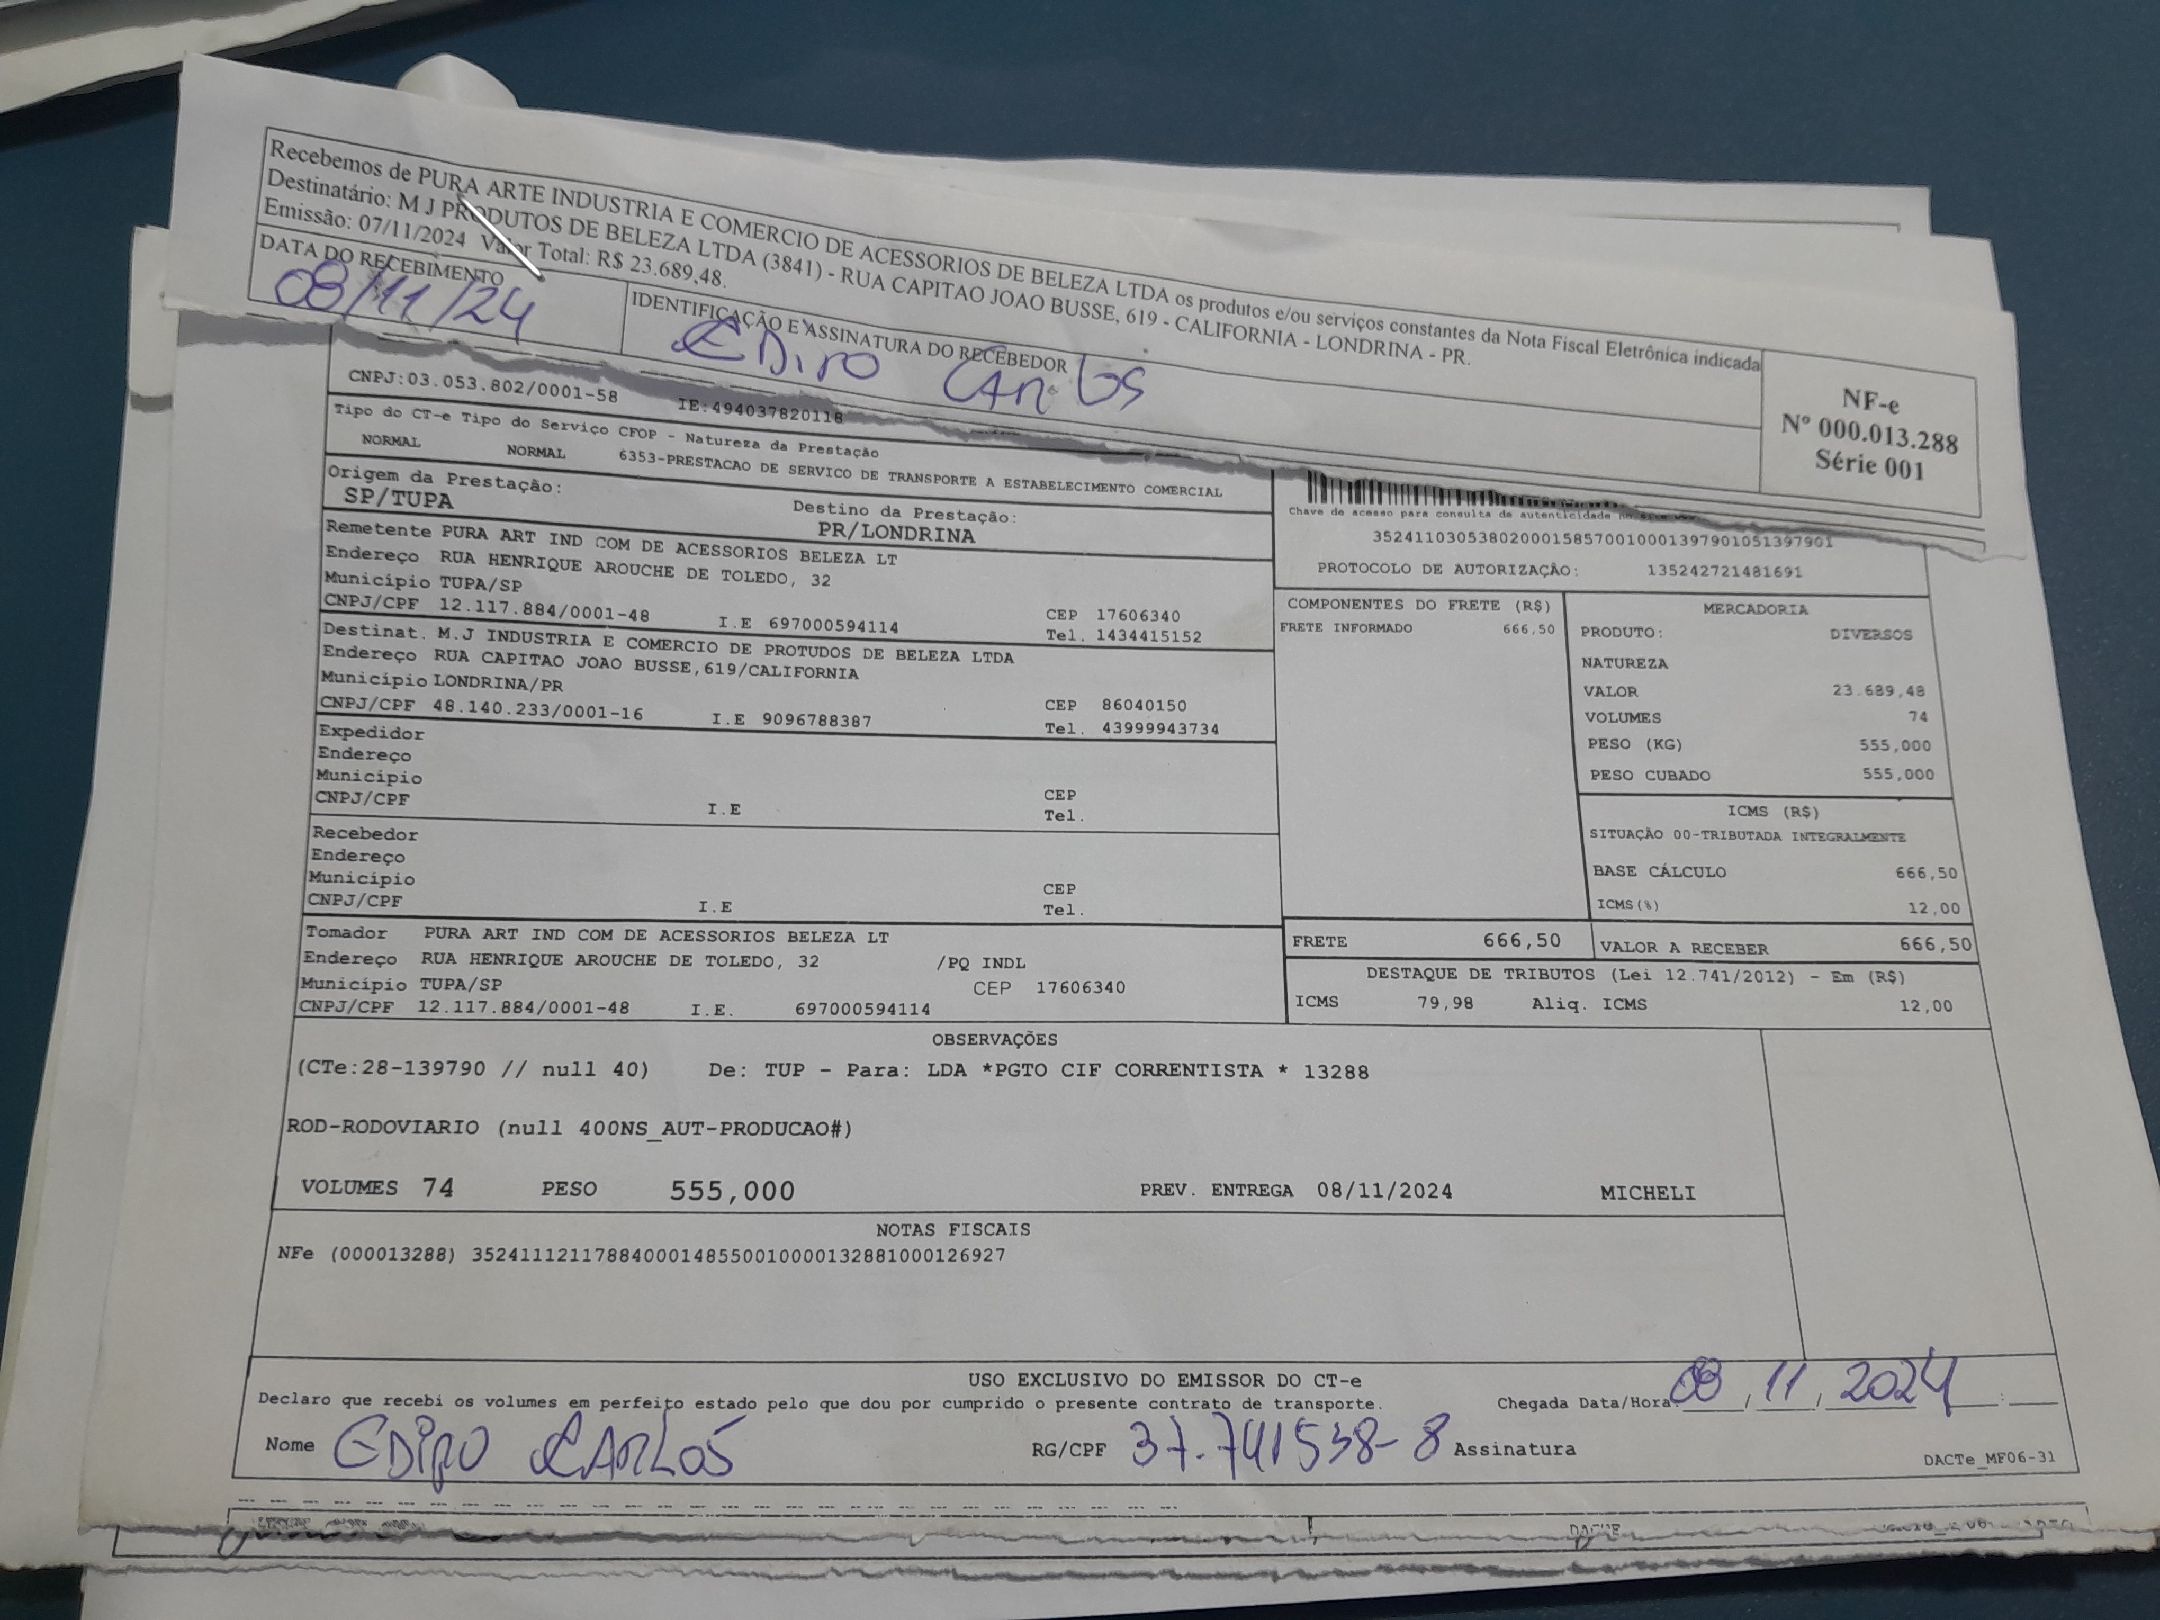 Recebemos de PURA ARTE INDUSTRIA E COMERCIO DE ACESSORIOS DE BELEZA LTDA os produtos e/ou serviços constantes da Nota Fiscal Eletrônica indicada
Destinatário: M J PRODUTOS DE BELEZA LTDA (3841) - RUA CAPITAO JOAO BUSSE, 619 - CALIFORNIA - LONDRINA - PR.
Emissão: 07/11/2024 Valor Total: R$ 23.689,48.
DATA DO RECEBIMENTO
08/11/24
IDENTIFICAÇÃO E ASSINATURA DO RECEBEDOR
NF-e
Nº 000.013.288
Série 001
CNPJ:03.053.802/0001-58 IE:494037820118
Tipo do CT-e Tipo do Serviço CFOP - Natureza da Prestação
NORMAL NORMAL 6353-PRESTACAO DE SERVICO DE TRANSPORTE A ESTABELECIMENTO COMERCIAL
Origem da Prestação: Destino da Prestação:
SP/TUPA PR/LONDRINA
Chave de acesso para consulta de autenticidade
35241103053802000158570010001397901051397901
PROTOCOLO DE AUTORIZAÇÃO: 135242721481691
Remetente PURA ART IND COM DE ACESSORIOS BELEZA LT
Endereço RUA HENRIQUE AROUCHE DE TOLEDO, 32
Município TUPA/SP CEP 17606340
CNPJ/CPF 12.117.884/0001-48 I.E 697000594114 Tel. 1434415152
Destinat. M.J INDUSTRIA E COMERCIO DE PROTUDOS DE BELEZA LTDA
Endereço RUA CAPITAO JOAO BUSSE,619/CALIFORNIA
Município LONDRINA/PR CEP 86040150
CNPJ/CPF 48.140.233/0001-16 I.E 9096788387 Tel. 43999943734
Expedidor
Endereço
Município CEP
CNPJ/CPF I.E Tel.
Recebedor
Endereço
Município CEP
CNPJ/CPF I.E Tel.
Tomador PURA ART IND COM DE ACESSORIOS BELEZA LT
Endereço RUA HENRIQUE AROUCHE DE TOLEDO, 32 /PQ INDL
Município TUPA/SP CEP 17606340
CNPJ/CPF 12.117.884/0001-48 I.E. 697000594114
COMPONENTES DO FRETE (R$)
FRETE INFORMADO 666,50
MERCADORIA
PRODUTO: DIVERSOS
NATUREZA
VALOR 23.689,48
VOLUMES 74
PESO (KG) 555,000
PESO CUBADO 555,000
ICMS (R$)
SITUAÇÃO 00-TRIBUTADA INTEGRALMENTE
BASE CÁLCULO 666,50
ICMS(%) 12,00
FRETE 666,50 VALOR A RECEBER 666,50
DESTAQUE DE TRIBUTOS (Lei 12.741/2012) - Em (R$)
ICMS 79,98 Aliq. ICMS 12,00
OBSERVAÇÕES
(CTe:28-139790 // null 40) De: TUP - Para: LDA *PGTO CIF CORRENTISTA * 13288
ROD-RODOVIARIO (null 400NS_AUT-PRODUCAO#)
VOLUMES 74 PESO 555,000 PREV. ENTREGA 08/11/2024 MICHELI
NOTAS FISCAIS
NFe (000013288) 35241112117884000148550010000132881000126927
USO EXCLUSIVO DO EMISSOR DO CT-e
Declaro que recebi os volumes em perfeito estado pelo que dou por cumprido o presente contrato de transporte. Chegada Data/Hora: 08, 11, 2024
Nome CARLOS RG/CPF 37.741538-8 Assinatura
DACTe_MF06-31